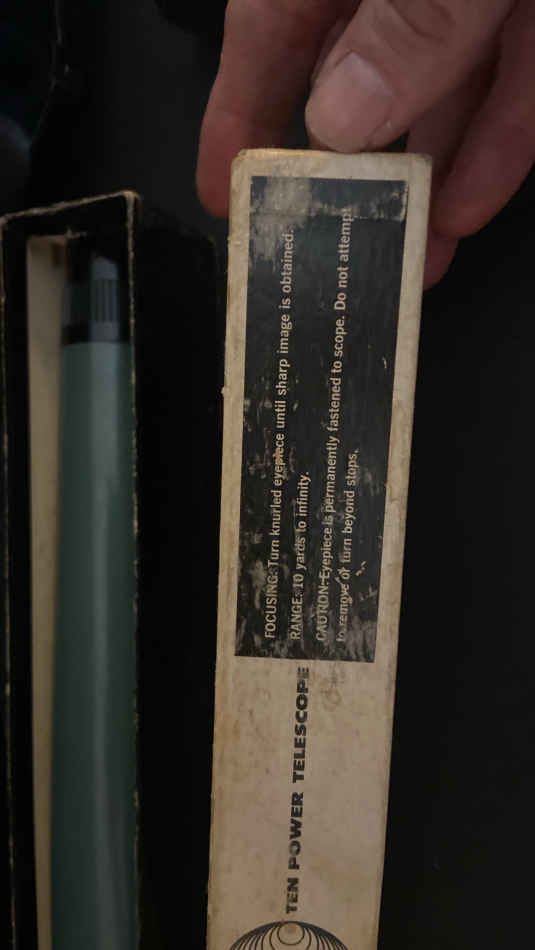 FOCUSING: Turn knurled eyepiece until sharp image is obtained.
RANGE: 10 yards to infinity.
CAUTION: Eyepiece is permanently fastened to scope. Do not attempt
to remove or turn beyond stops.
TEN POWER TELESCOPE